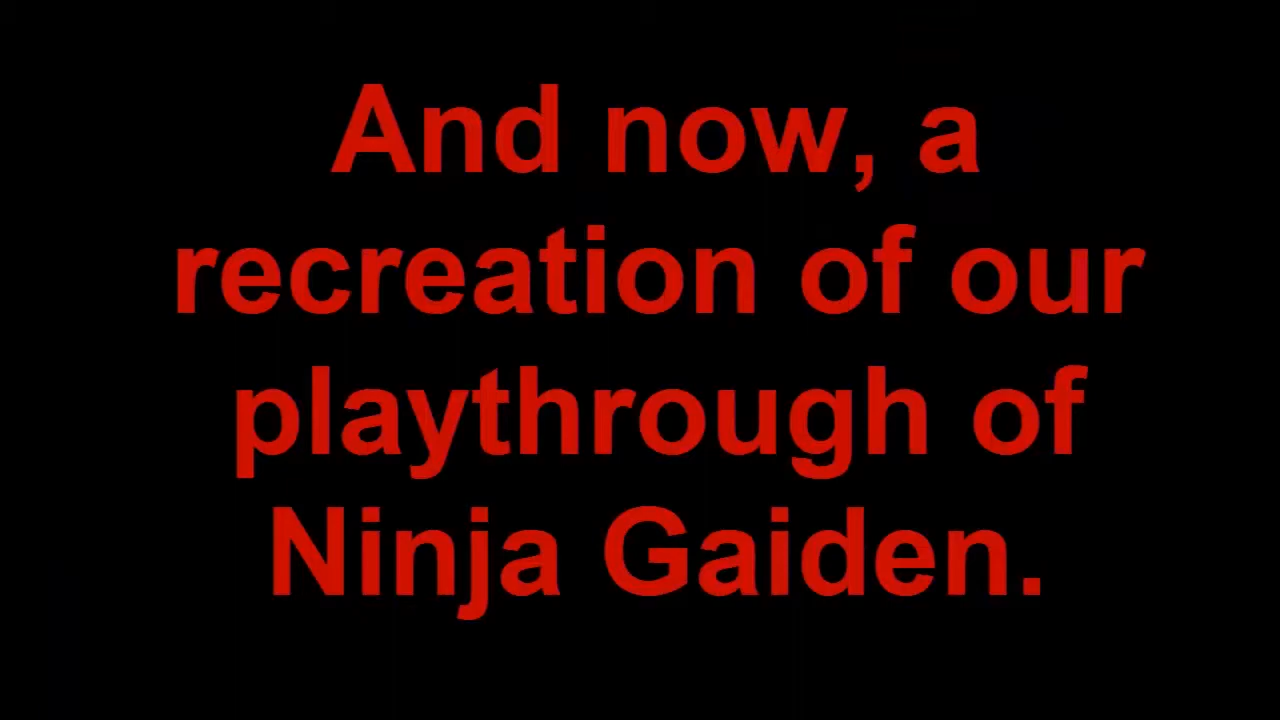 And now, a
recreation of our
playthrough of
Ninja Gaiden.